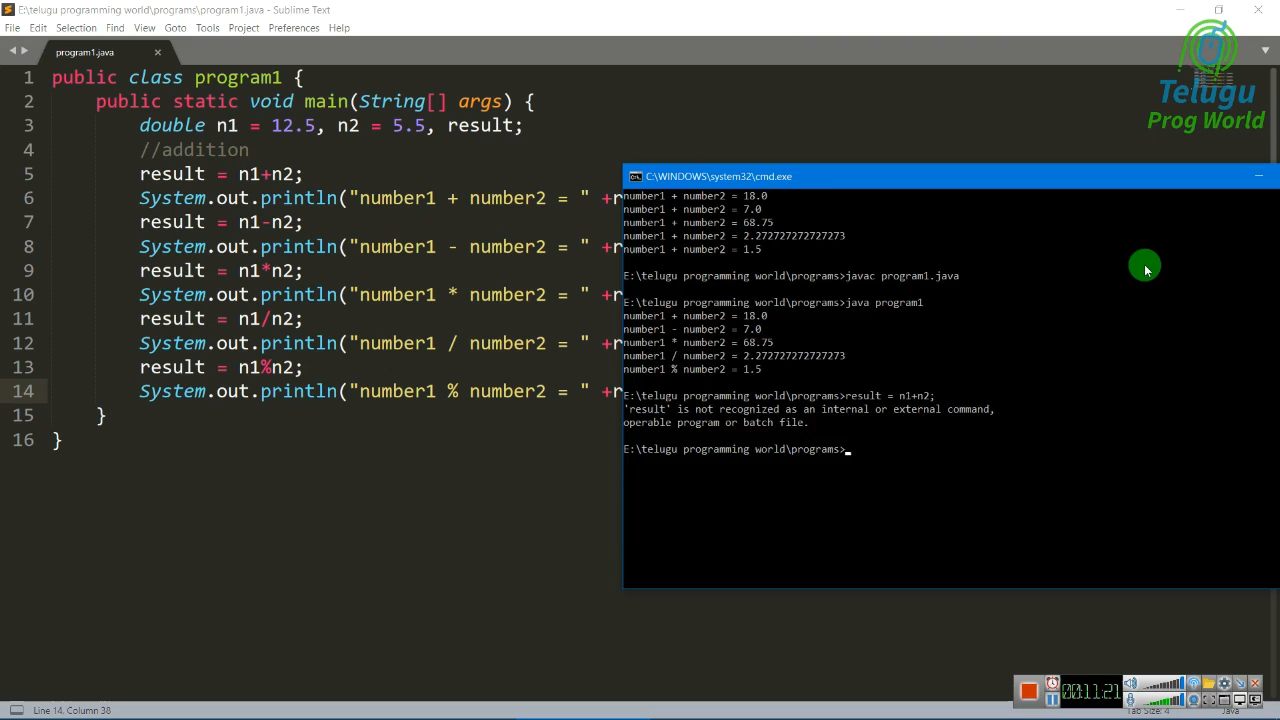 E:\telugu programming world\programs\program1.java - Sublime Text
File Edit Selection Find View Goto Tools Project Preferences Help
program1.java
Telugu
Prog World
1 public class program1 {
2 public static void main(String[] args) {
3 double n1 = 12.5, n2 = 5.5, result;
4 //addition
5 result = n1+n2;
6 System.out.println("number1 + number2 = " +r
7 result = n1-n2;
8 System.out.println("number1 - number2 = " +r
9 result = n1*n2;
10 System.out.println("number1 * number2 = " +r
11 result = n1/n2;
12 System.out.println("number1 / number2 = " +r
13 result = n1%n2;
14 System.out.println("number1 % number2 = " +r
15 }
16 }
C:\WINDOWS\system32\cmd.exe
number1 + number2 = 18.0
number1 + number2 = 7.0
number1 + number2 = 68.75
number1 + number2 = 2.272727272727273
number1 + number2 = 1.5
E:\telugu programming world\programs>javac program1.java
E:\telugu programming world\programs>java program1
number1 + number2 = 18.0
number1 - number2 = 7.0
number1 * number2 = 68.75
number1 / number2 = 2.272727272727273
number1 % number2 = 1.5
E:\telugu programming world\programs>result = n1+n2;
'result' is not recognized as an internal or external command,
operable program or batch file.
E:\telugu programming world\programs>
00:11:21
Line 14, Column 38
Tab Size: 4
Java